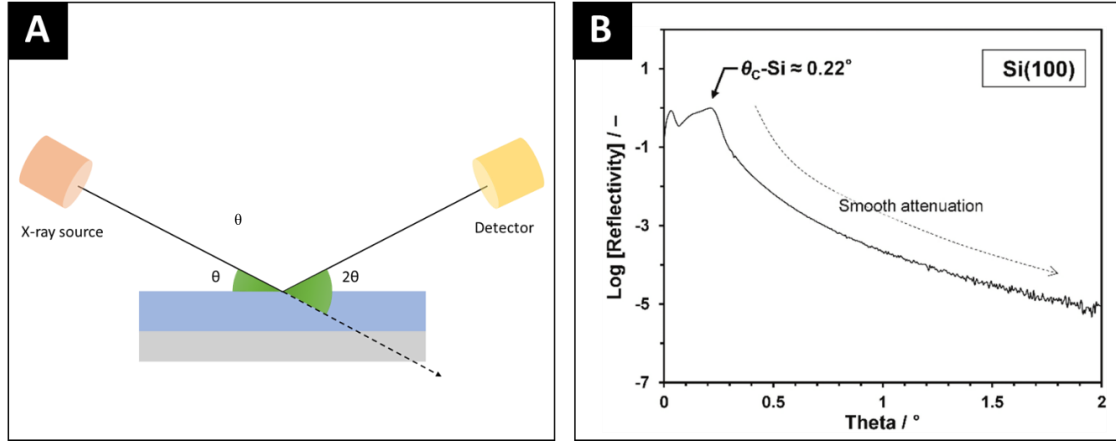 A
θ
X-ray source
Detector
θ
2θ
B
θC-Si ≈ 0.22°
Si(100)
Smooth attenuation
Log [Reflectivity] / –
1
-1
-3
-5
-7
0
0.5
1
1.5
2
Theta / °